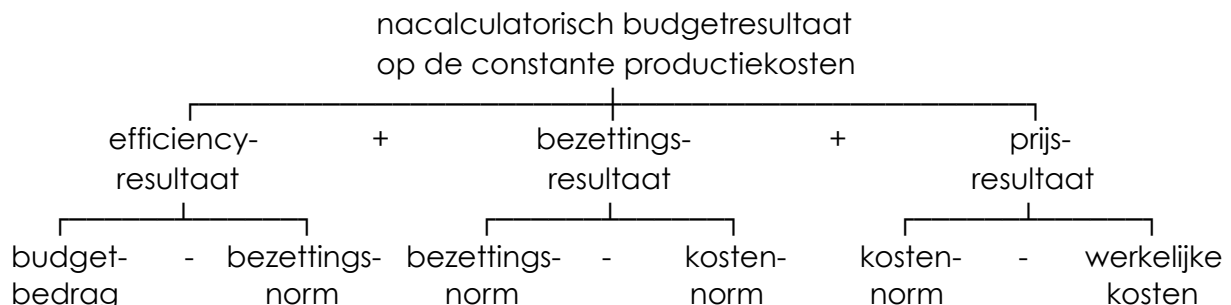 nacalculatorisch budgetresultaat
op de constante productiekosten
efficiency- + bezettings- + prijs-
resultaat resultaat resultaat
budget- - bezettings- bezettings- - kosten- kosten- - werkelijke
bedrag norm norm norm norm kosten